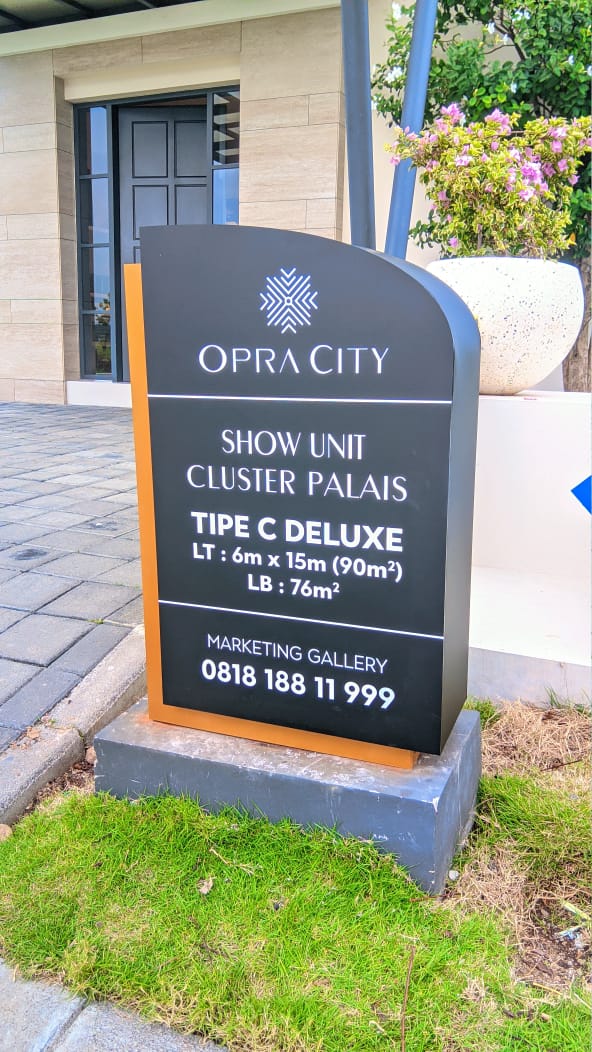 OPRA CITY
SHOW UNIT
CLUSTER PALAIS
TIPE C DELUXE
LT : 6m x 15m (90m²)
LB : 76m²
MARKETING GALLERY
0818 188 11 999